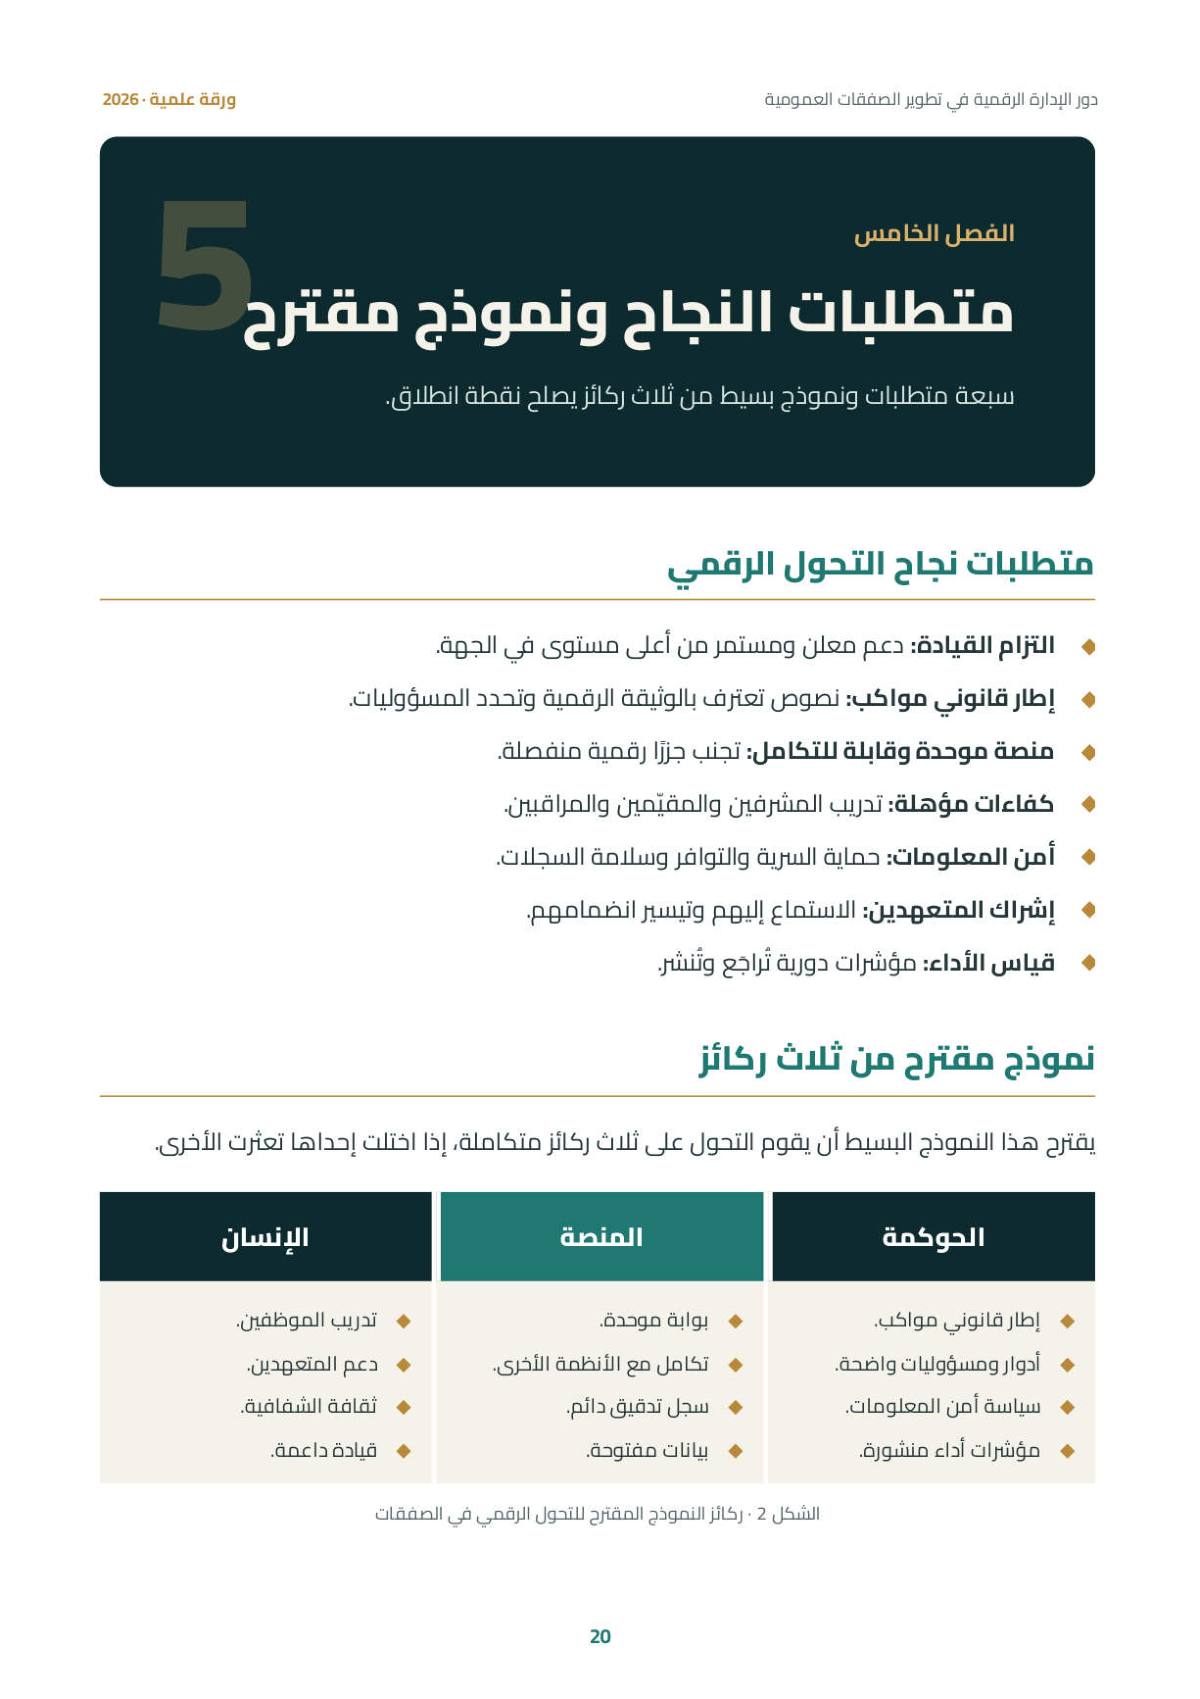 دور الإدارة الرقمية في تطوير الصفقات العمومية
ورقة علمية · 2026
5
الفصل الخامس
متطلبات النجاح ونموذج مقترح
سبعة متطلبات ونموذج بسيط من ثلاث ركائز يصلح نقطة انطلاق.
متطلبات نجاح التحول الرقمي
التزام القيادة: دعم معلن ومستمر من أعلى مستوى في الجهة.
إطار قانوني مواكب: نصوص تعترف بالوثيقة الرقمية وتحدد المسؤوليات.
منصة موحدة وقابلة للتكامل: تجنب جزرًا رقمية منفصلة.
كفاءات مؤهلة: تدريب المشرفين والمقيّمين والمراقبين.
أمن المعلومات: حماية السرية والتوافر وسلامة السجلات.
إشراك المتعهدين: الاستماع إليهم وتيسير انضمامهم.
قياس الأداء: مؤشرات دورية تُراجَع وتُنشر.
نموذج مقترح من ثلاث ركائز
يقترح هذا النموذج البسيط أن يقوم التحول على ثلاث ركائز متكاملة، إذا اختلت إحداها تعثرت الأخرى.
الحوكمة
إطار قانوني مواكب.
أدوار ومسؤوليات واضحة.
سياسة أمن المعلومات.
مؤشرات أداء منشورة.
المنصة
بوابة موحدة.
تكامل مع الأنظمة الأخرى.
سجل تدقيق دائم.
بيانات مفتوحة.
الإنسان
تدريب الموظفين.
دعم المتعهدين.
ثقافة الشفافية.
قيادة داعمة.
الشكل 2 · ركائز النموذج المقترح للتحول الرقمي في الصفقات
20